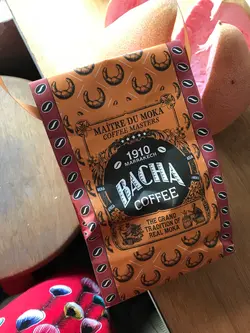 MAÎTRE DU MOKA
COFFEE MASTERS
1910
MARRAKECH
BACHA
COFFEE
THE GRAND
TRADITION OF
REAL MOKA